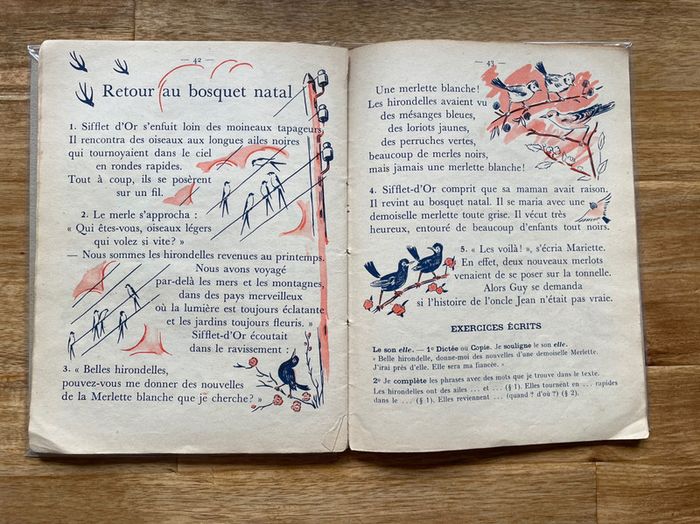 — 42 —
Retour au bosquet natal
1. Sifflet d'Or s'enfuit loin des moineaux tapageurs.
Il rencontra des oiseaux aux longues ailes noires
qui tournoyaient dans le ciel
en rondes rapides.
Tout à coup, ils se posèrent
sur un fil.
2. Le merle s'approcha :
« Qui êtes-vous, oiseaux légers
qui volez si vite? »
— Nous sommes les hirondelles revenues au printemps.
Nous avons voyagé
par-delà les mers et les montagnes,
dans des pays merveilleux
où la lumière est toujours éclatante
et les jardins toujours fleuris. »
Sifflet-d'Or écoutait
dans le ravissement :
3. « Belles hirondelles,
pouvez-vous me donner des nouvelles
de la Merlette blanche que je cherche? »
— 43 —
Une merlette blanche!
Les hirondelles avaient vu
des mésanges bleues,
des loriots jaunes,
des perruches vertes,
beaucoup de merles noirs,
mais jamais une merlette blanche!
4. Sifflet-d'Or comprit que sa maman avait raison.
Il revint au bosquet natal. Il se maria avec une
demoiselle merlette toute grise. Il vécut très
heureux, entouré de beaucoup d'enfants tout noirs.
5. « Les voilà! », s'écria Mariette.
En effet, deux nouveaux merlots
venaient de se poser sur la tonnelle.
Alors Guy se demanda
si l'histoire de l'oncle Jean n'était pas vraie.
EXERCICES ÉCRITS
Le son elle. — 1º Dictée ou Copie. Je souligne le son elle.
« Belle hirondelle, donne-moi des nouvelles d'une demoiselle Merlette.
J'irai près d'elle. Elle sera ma fiancée. »
2º Je complète les phrases avec des mots que je trouve dans le texte.
Les hirondelles ont des ailes ... et ... (§ 1). Elles tournent en ... rapides
dans le ... (§ 1). Elles reviennent ... (quand ? d'où ?) (§ 2).